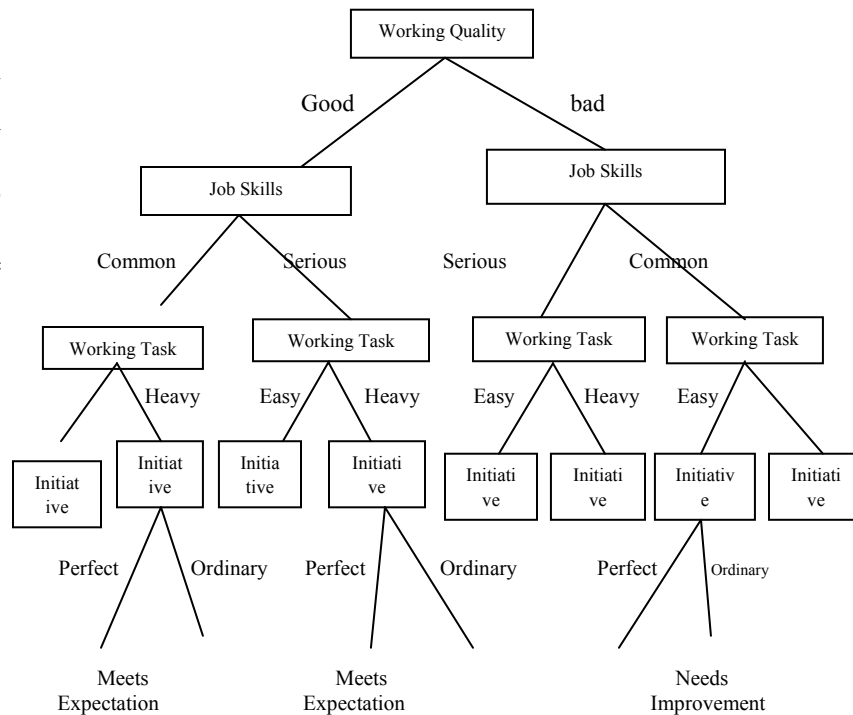 Working Quality
Good
bad
Job Skills
Job Skills
Common
Serious
Serious
Common
Working Task
Working Task
Working Task
Working Task
Heavy
Easy
Heavy
Easy
Heavy
Easy
Initiat
ive
Initiat
ive
Initia
tive
Initiati
ve
Initiati
ve
Initiati
ve
Initiativ
e
Initiati
ve
Perfect
Ordinary
Perfect
Ordinary
Perfect
Ordinary
Meets
Expectation
Meets
Expectation
Needs
Improvement